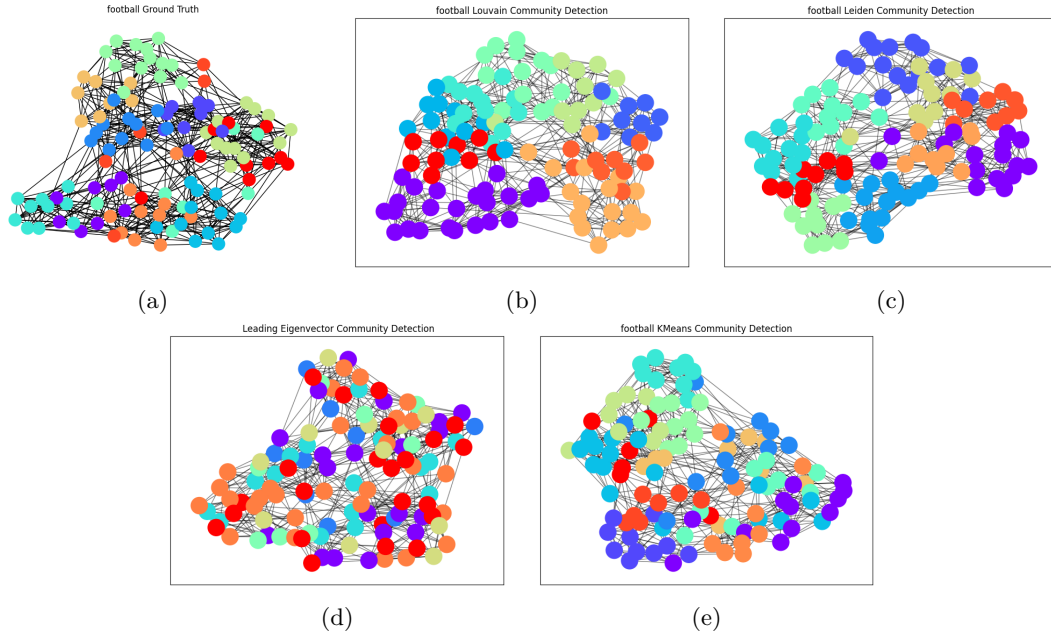 football Ground Truth
football Louvain Community Detection
football Leiden Community Detection
(a)
(b)
(c)
Leading Eigenvector Community Detection
football KMeans Community Detection
(d)
(e)